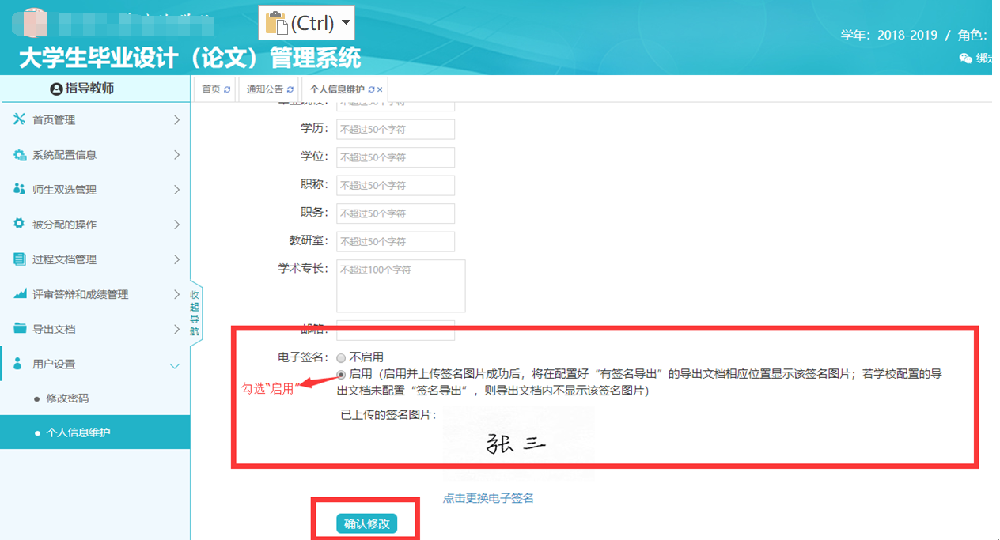 (Ctrl)
学年：2018-2019 / 角色：
大学生毕业设计（论文）管理系统
指导教师
首页
通知公告
个人信息维护
首页管理
系统配置信息
师生双选管理
被分配的操作
过程文档管理
评审答辩和成绩管理
导出文档
用户设置
修改密码
个人信息维护
收起导航
学历： 不超过50个字符
学位： 不超过50个字符
职称： 不超过50个字符
职务： 不超过50个字符
教研室： 不超过50个字符
学术专长： 不超过100个字符
邮箱：
电子签名： 不启用
启用（启用并上传签名图片成功后，将在配置好“有签名导出”的导出文档相应位置显示该签名图片；若学校配置的导
出文档未配置“签名导出”，则导出文档内不显示该签名图片）
勾选“启用”
已上传的签名图片：
张三
点击更换电子签名
确认修改